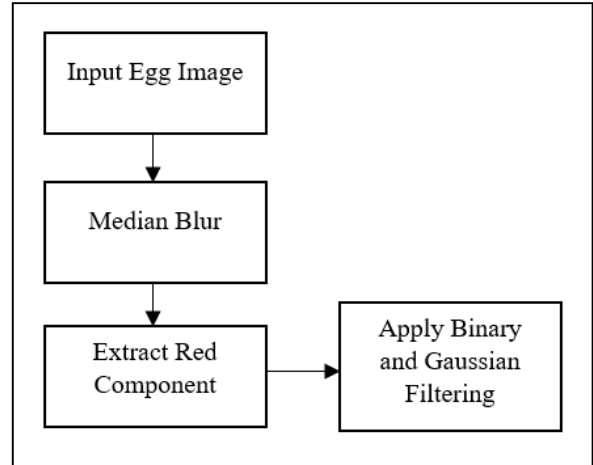 Input Egg Image
Median Blur
Extract Red
Component
Apply Binary
and Gaussian
Filtering